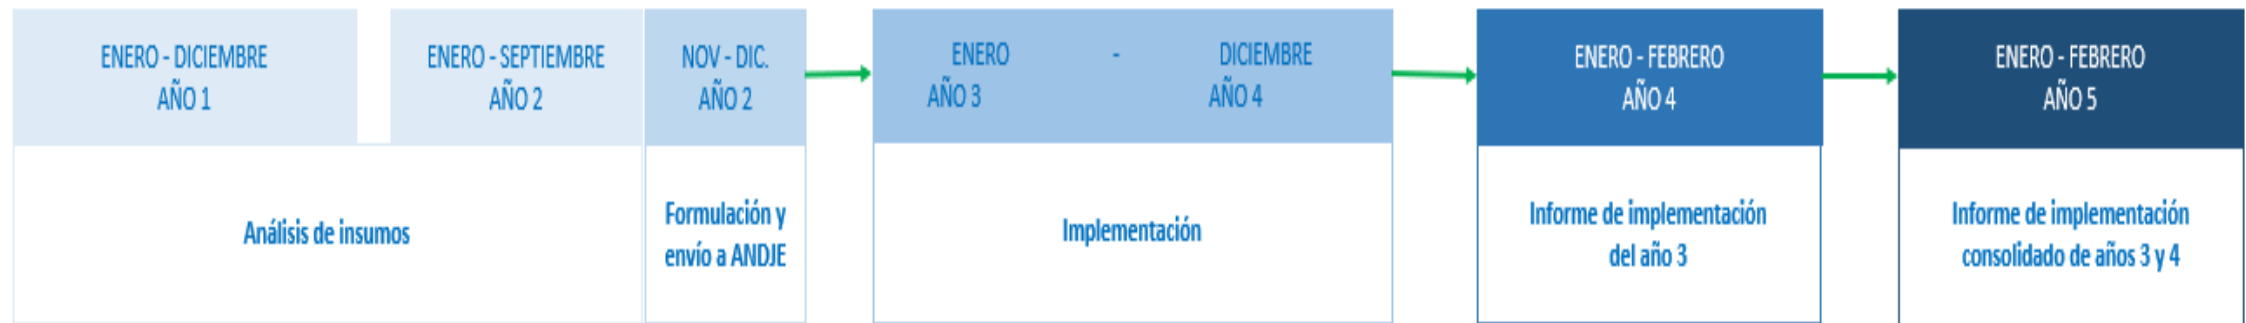 ENERO - DICIEMBRE
AÑO 1
ENERO - SEPTIEMBRE
AÑO 2
NOV - DIC.
AÑO 2
ENERO - DICIEMBRE
AÑO 3 AÑO 4
ENERO - FEBRERO
AÑO 4
ENERO - FEBRERO
AÑO 5
Análisis de insumos
Formulación y
envío a ANDJE
Implementación
Informe de implementación
del año 3
Informe de implementación
consolidado de años 3 y 4